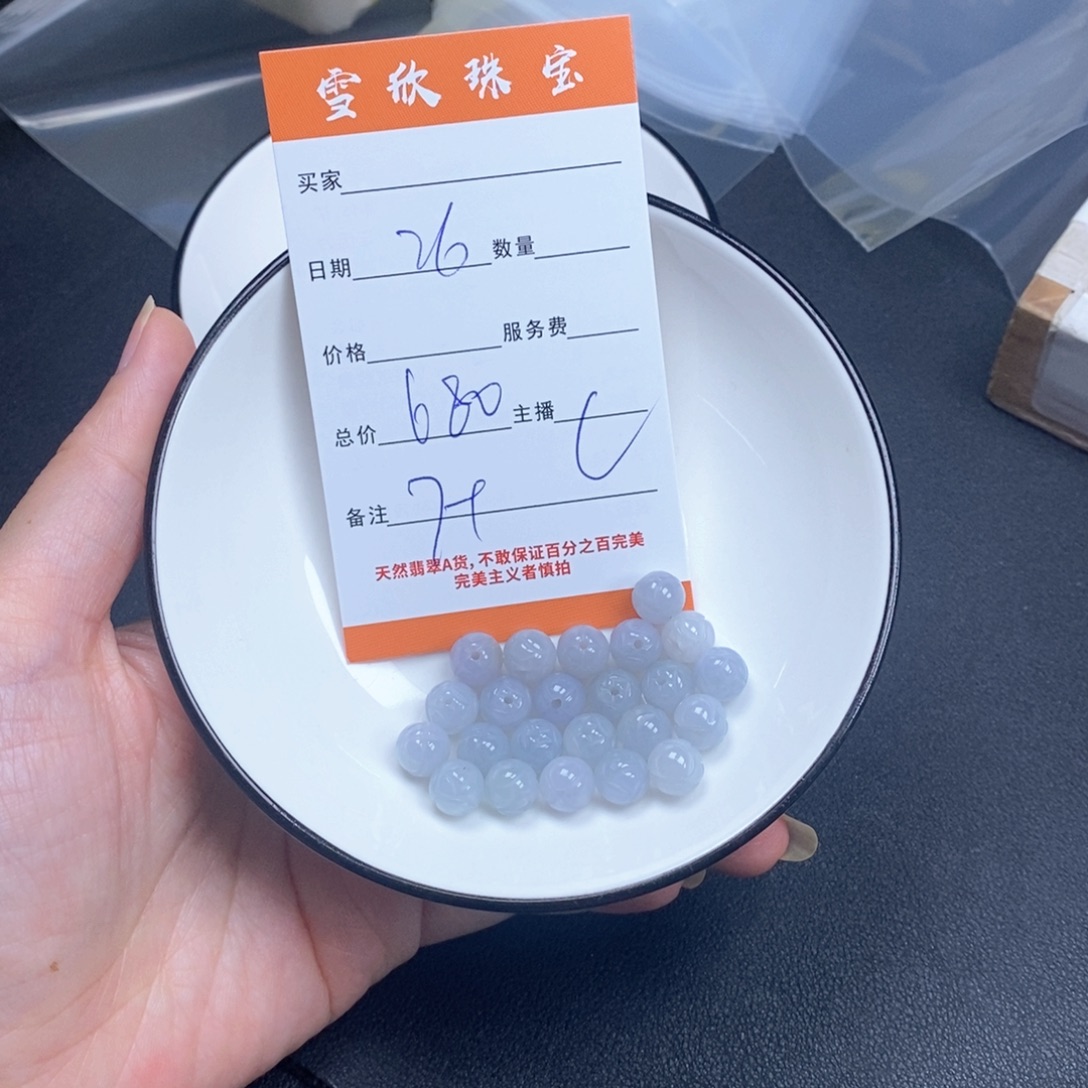 雪欣珠宝
买家
日期 26 数量
价格 服务费
总价 680 主播
备注
天然翡翠A货，不敢保证百分之百完美
完美主义者慎拍